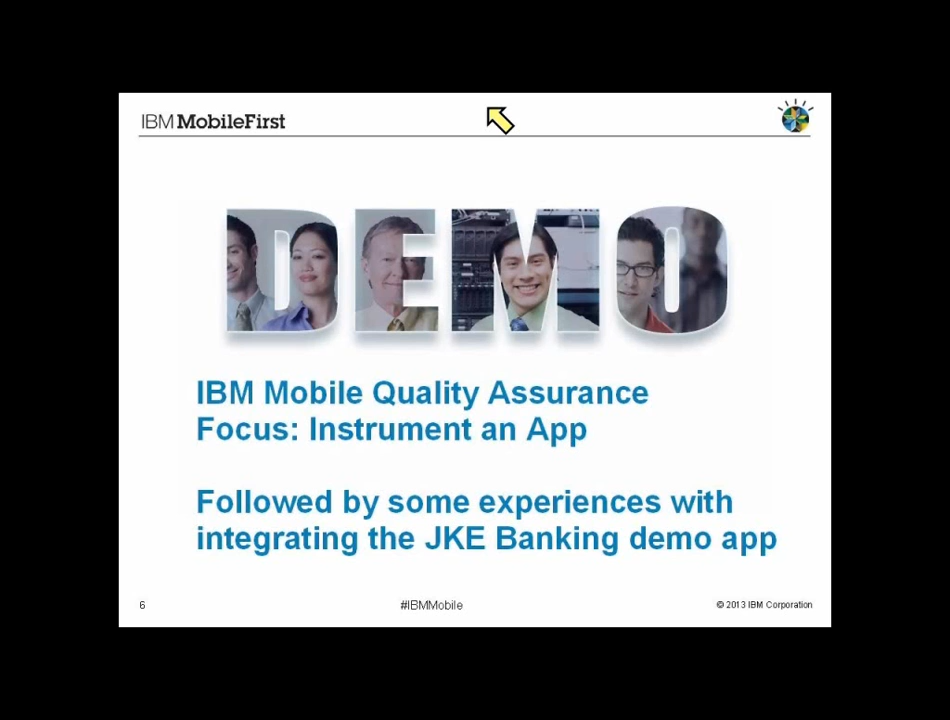 IBM MobileFirst
DEMO
IBM Mobile Quality Assurance
Focus: Instrument an App
Followed by some experiences with
integrating the JKE Banking demo app
6
#IBMMobile
© 2013 IBM Corporation